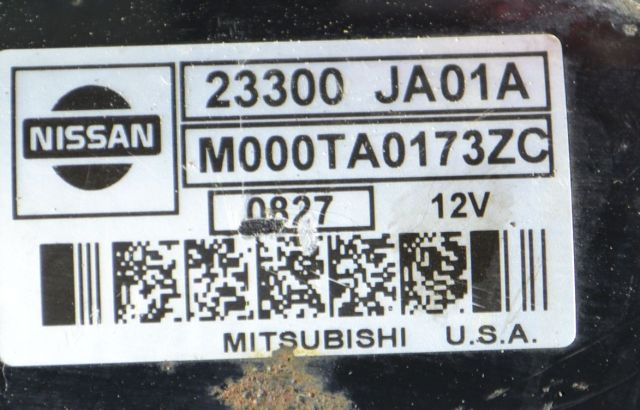 NISSAN
23300 JA01A
M000TA0173ZC
0827 12V
MITSUBISHI U.S.A.